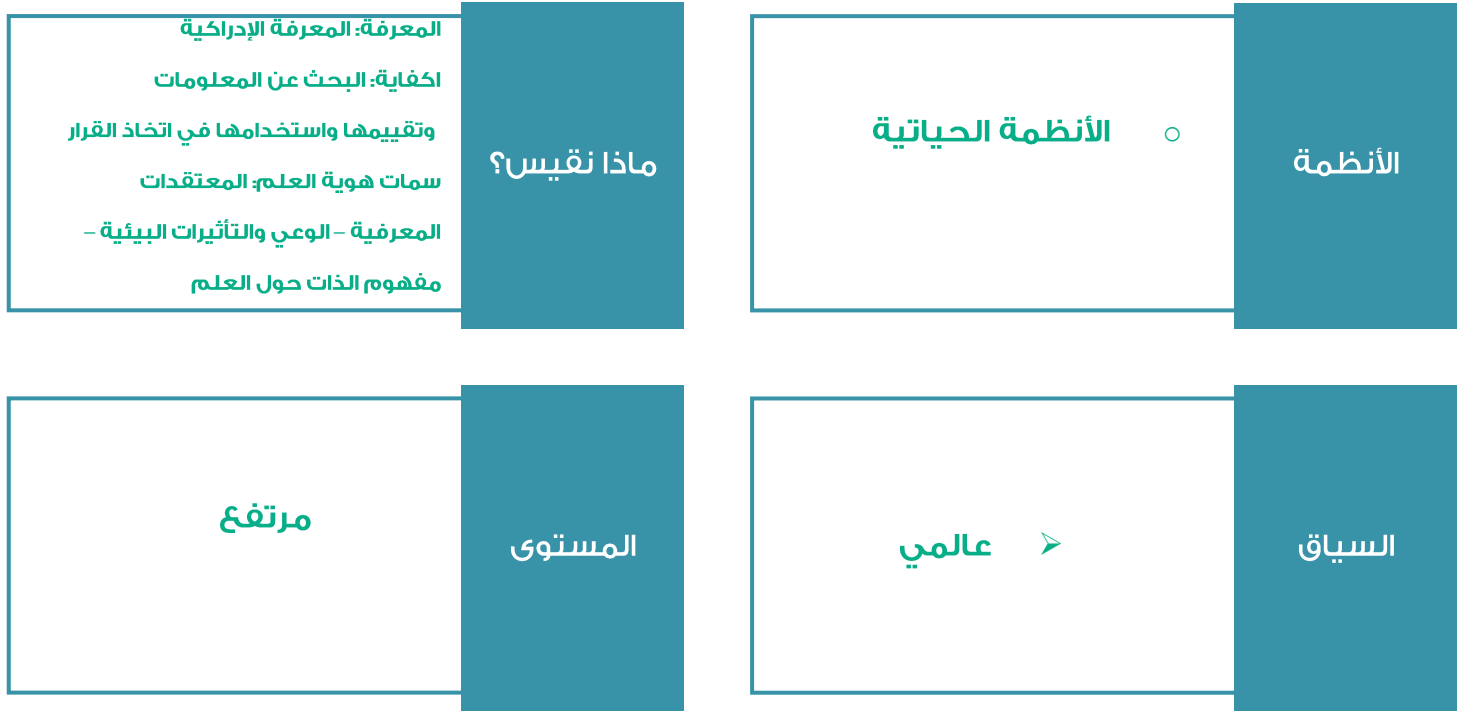 الأنظمة
الأنظمة الحياتية
ماذا نقيس؟
المعرفة: المعرفة الإدراكية
اكفاية: البحث عن المعلومات
وتقييمها واستخدامها في اتخاذ القرار
سمات هوية العلم: المعتقدات
المعرفية – الوعي والتأثيرات البيئية –
مفهوم الذات حول العلم
السياق
عالمي
المستوى
مرتفع